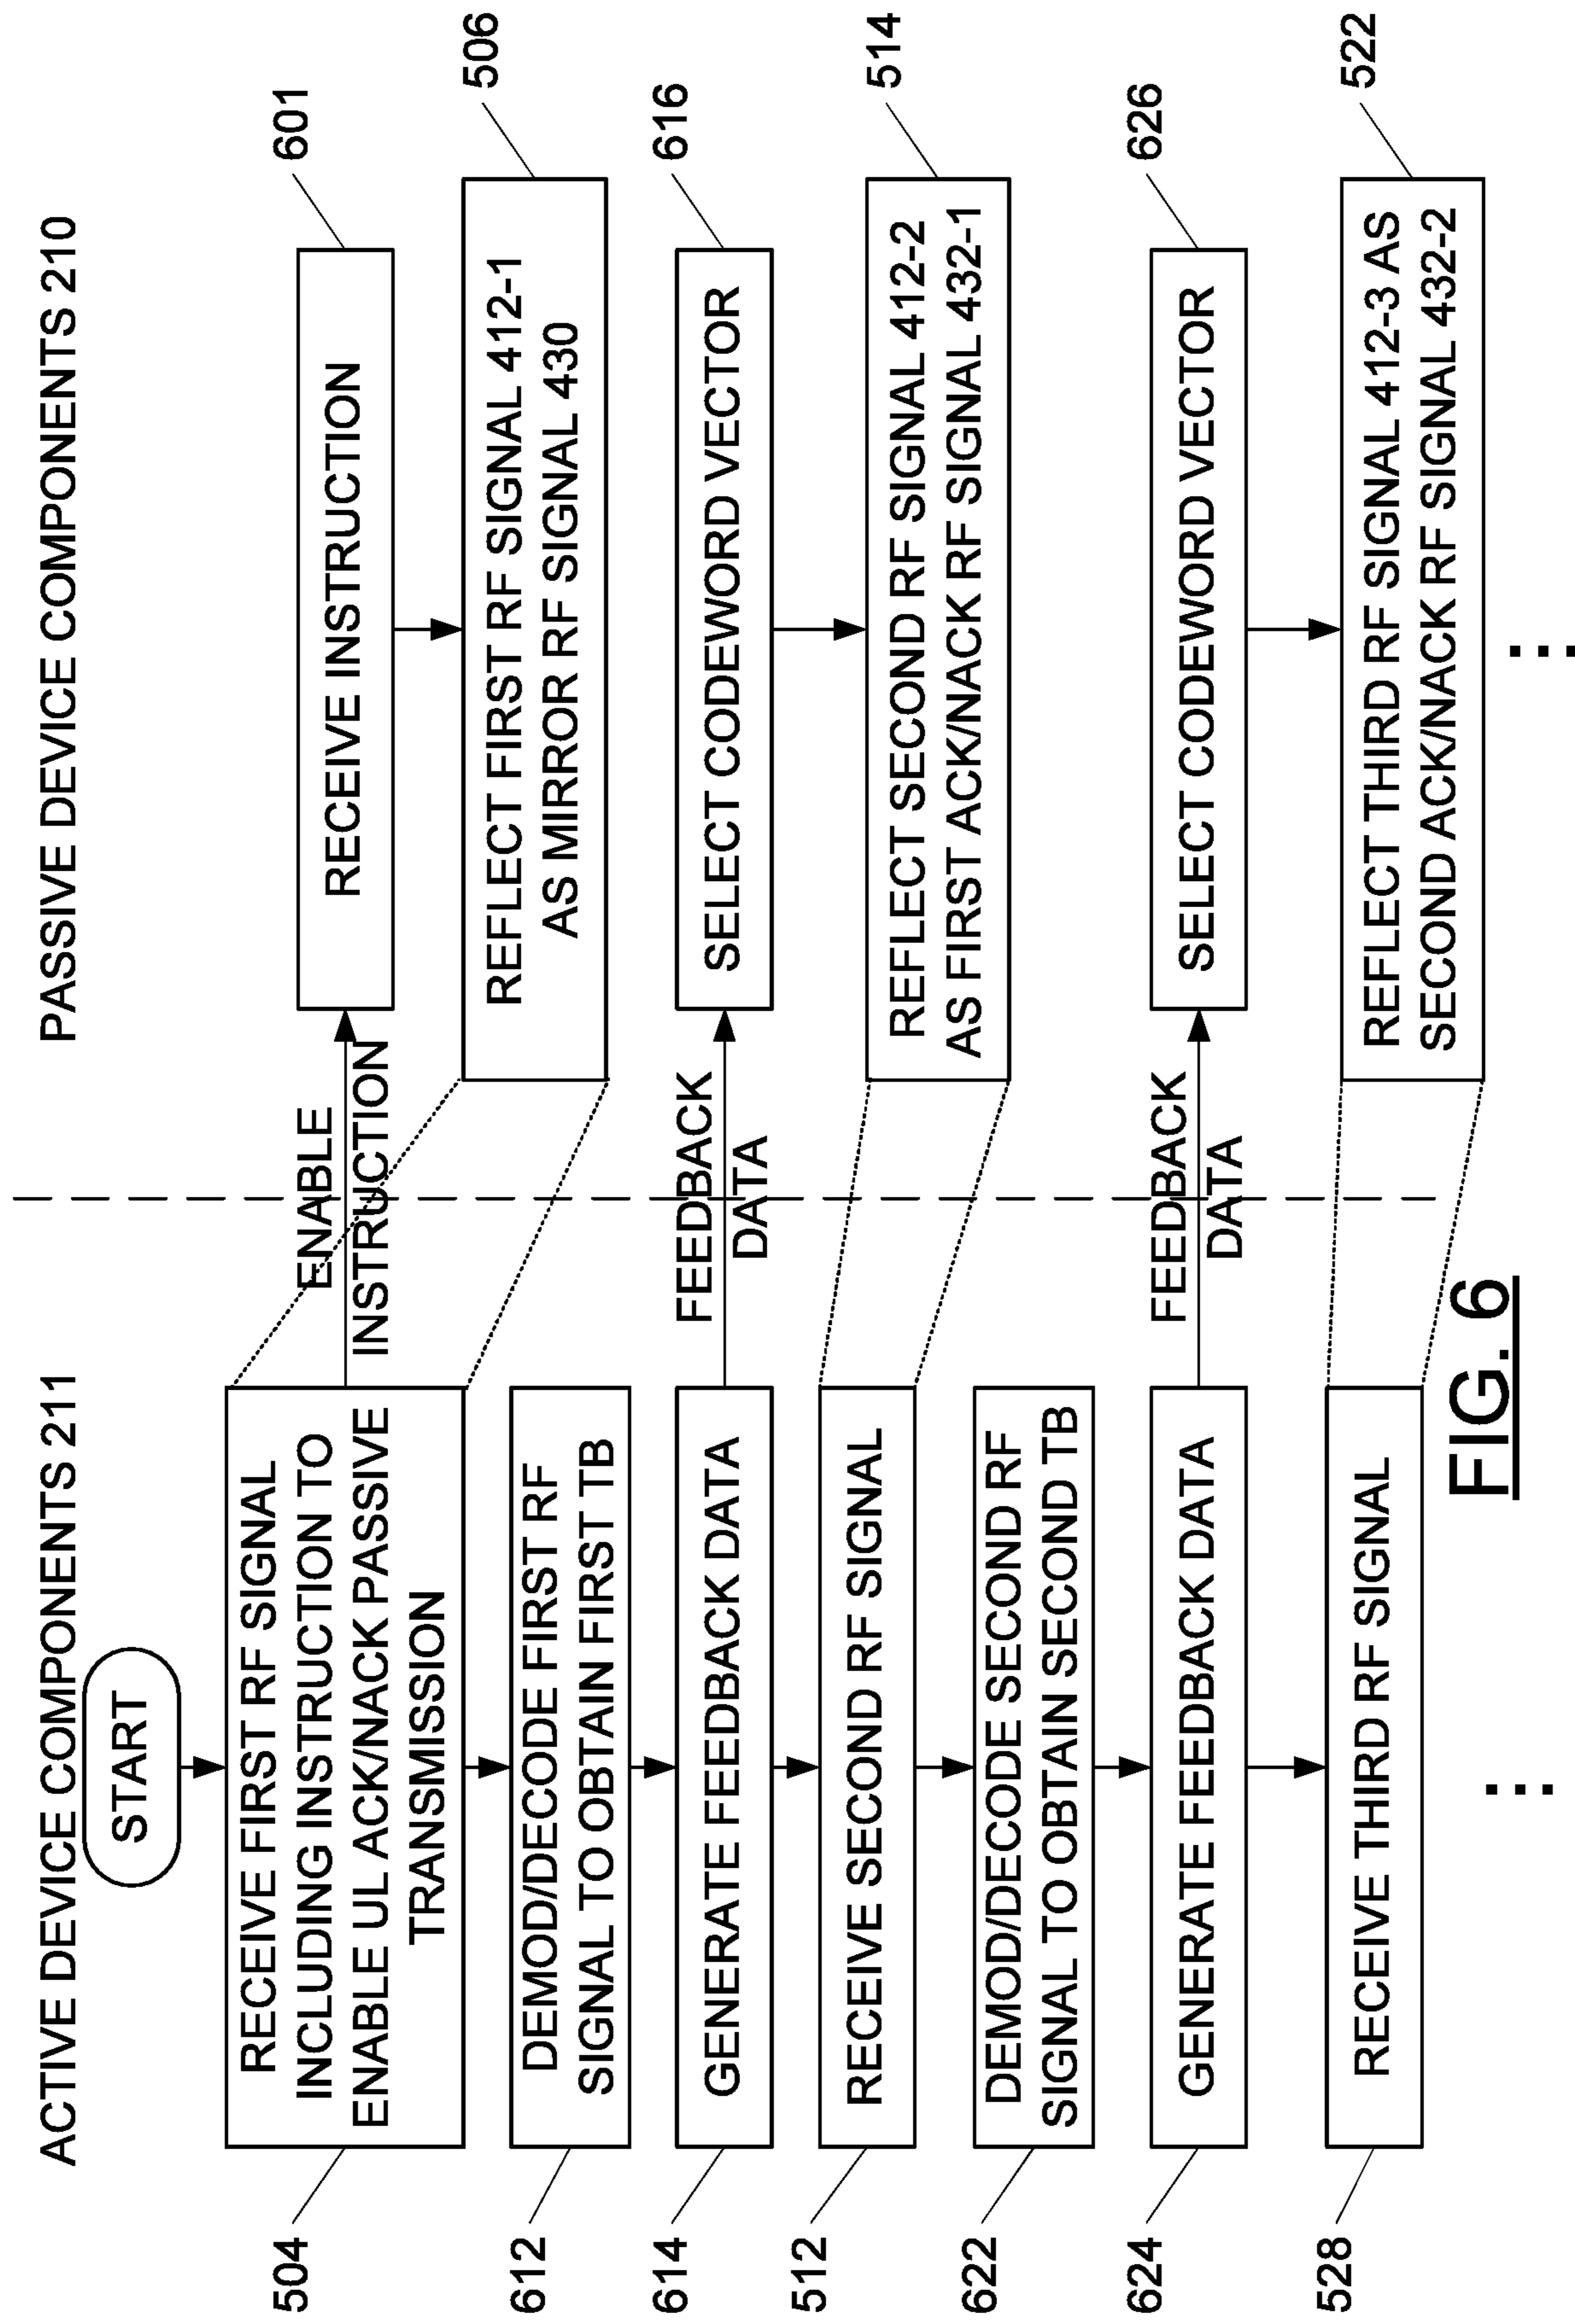 ACTIVE DEVICE COMPONENTS 211
PASSIVE DEVICE COMPONENTS 210
START
504
RECEIVE FIRST RF SIGNAL
INCLUDING INSTRUCTION TO
ENABLE UL ACK/NACK PASSIVE
TRANSMISSION
ENABLE
INSTRUCTION
RECEIVE INSTRUCTION
601
REFLECT FIRST RF SIGNAL 412-1
AS MIRROR RF SIGNAL 430
506
612
DEMOD/DECODE FIRST RF
SIGNAL TO OBTAIN FIRST TB
614
GENERATE FEEDBACK DATA
FEEDBACK
DATA
SELECT CODEWORD VECTOR
616
512
RECEIVE SECOND RF SIGNAL
REFLECT SECOND RF SIGNAL 412-2
AS FIRST ACK/NACK RF SIGNAL 432-1
514
622
DEMOD/DECODE SECOND RF
SIGNAL TO OBTAIN SECOND TB
624
GENERATE FEEDBACK DATA
FEEDBACK
DATA
SELECT CODEWORD VECTOR
626
528
RECEIVE THIRD RF SIGNAL
REFLECT THIRD RF SIGNAL 412-3 AS
SECOND ACK/NACK RF SIGNAL 432-2
522
FIG. 6